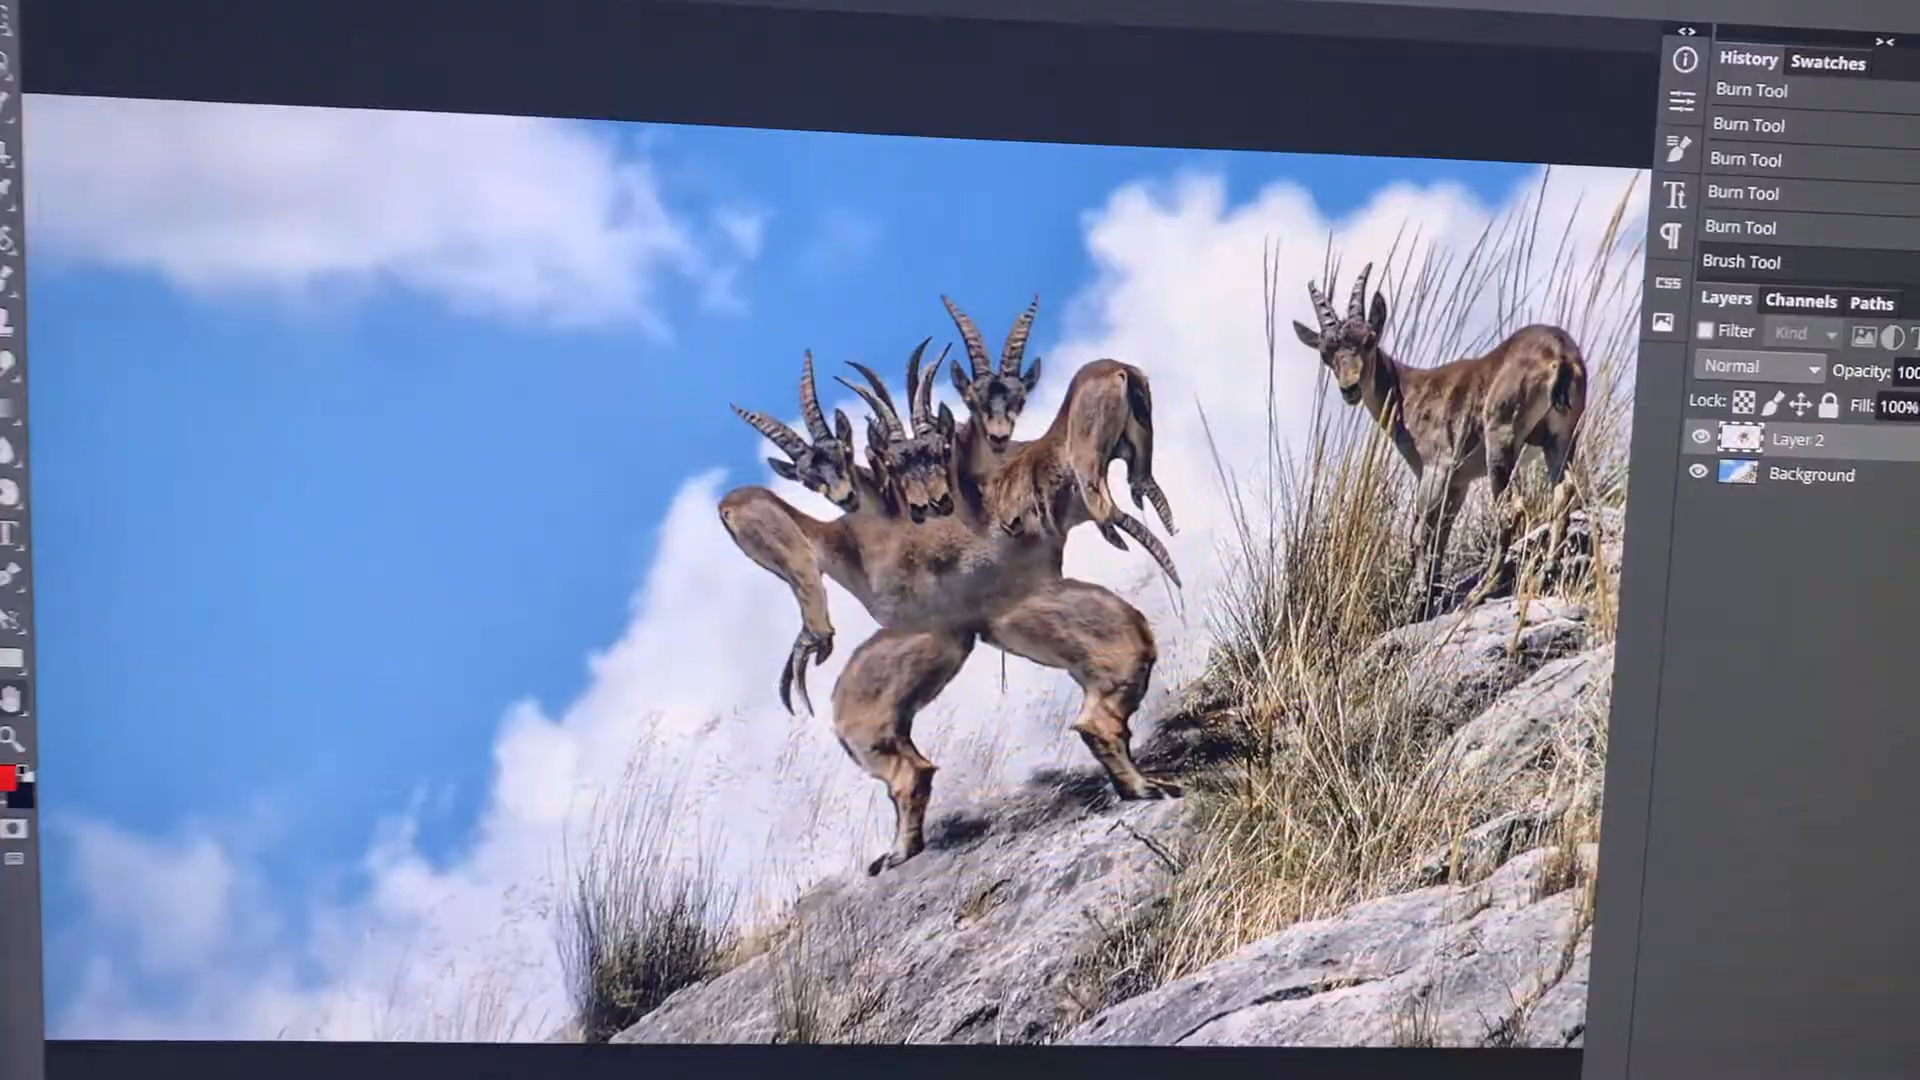 History Swatches
Burn Tool
Burn Tool
Burn Tool
Burn Tool
Burn Tool
Brush Tool
Layers Channels Paths
Filter Kind
Normal Opacity: 100
Lock: Fill: 100%
Layer 2
Background
Tt
CSS
T